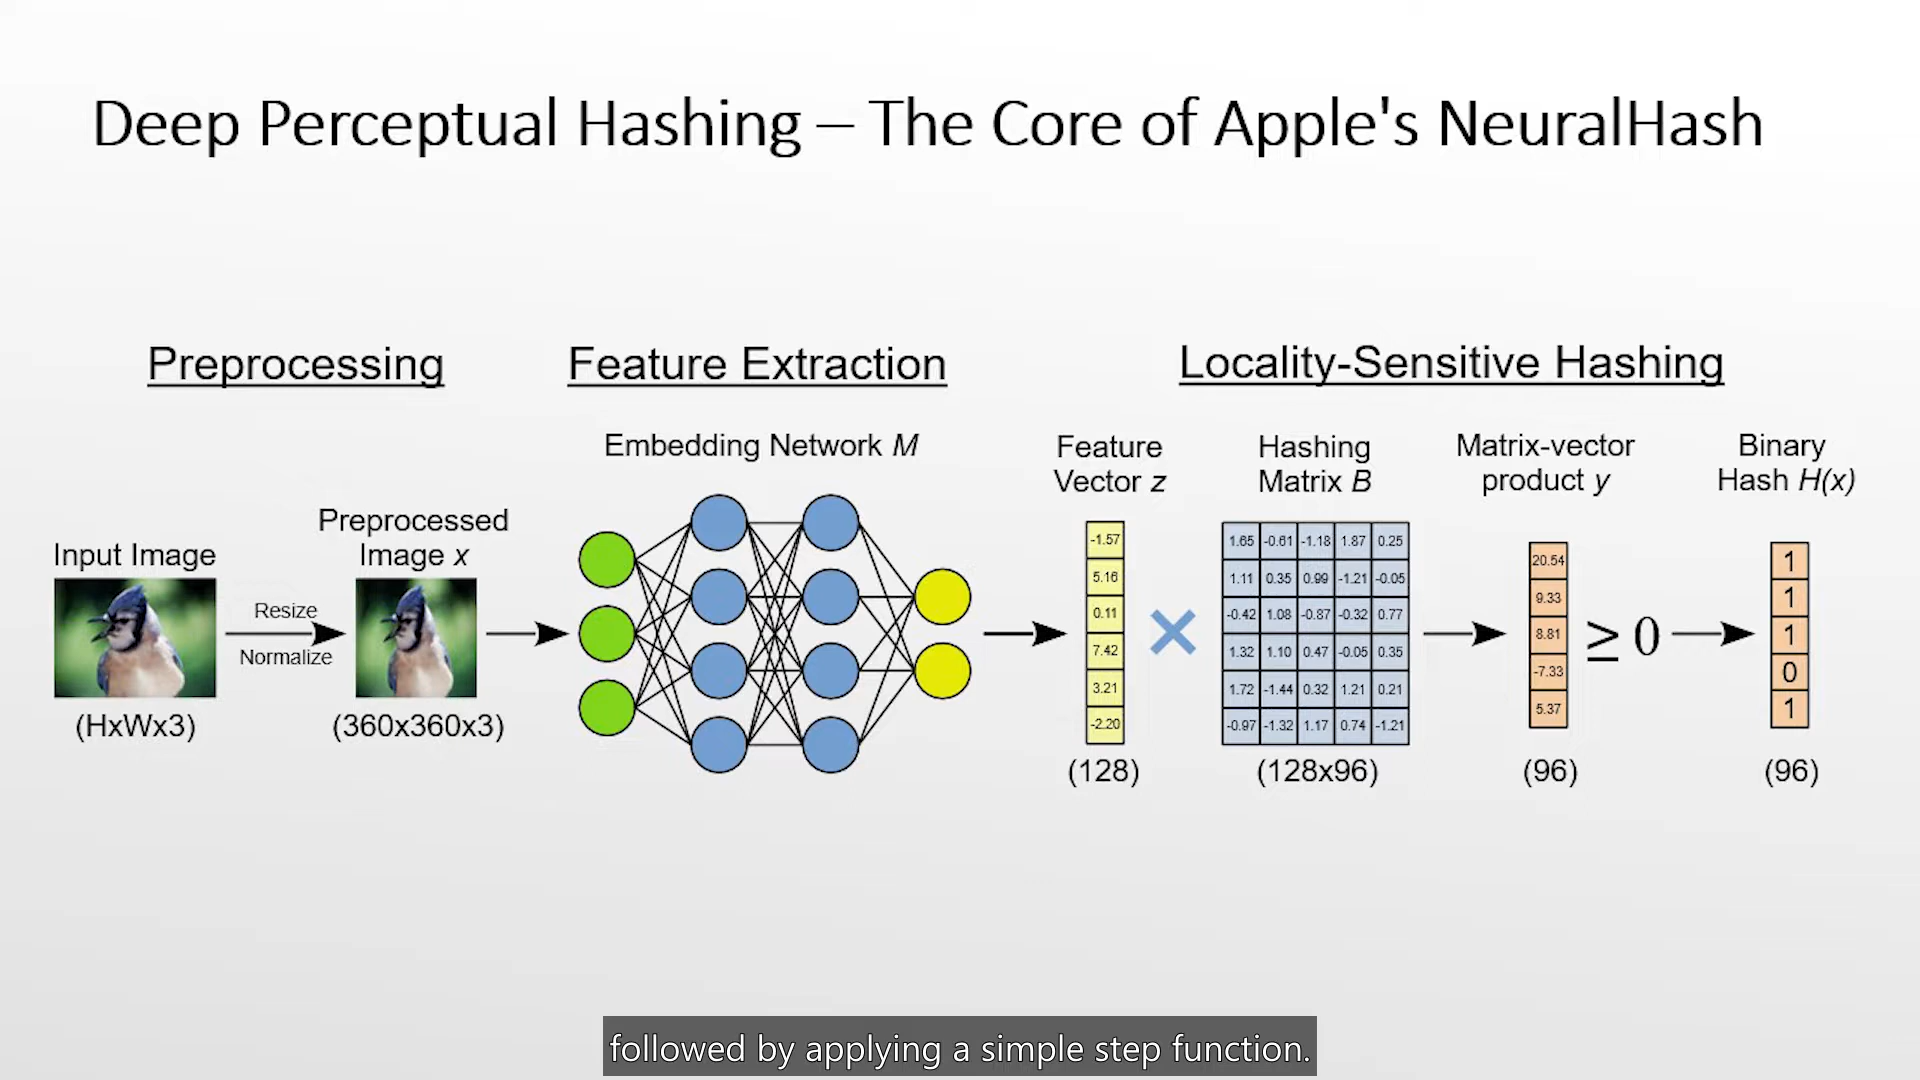 Deep Perceptual Hashing – The Core of Apple's NeuralHash
Preprocessing
Feature Extraction
Locality-Sensitive Hashing
Input Image
(HxWx3)
Resize
Normalize
Preprocessed
Image x
(360x360x3)
Embedding Network M
Feature
Vector z
-1.57
5.16
0.11
7.42
3.21
-2.20
(128)
×
Hashing
Matrix B
1.65 -0.61 -1.18 1.87 0.25
1.11 0.35 0.99 -1.21 -0.05
-0.42 1.08 -0.87 -0.32 0.77
1.32 1.10 0.47 -0.05 0.35
1.72 -1.44 0.32 1.21 0.21
-0.97 -1.32 1.17 0.74 -1.21
(128x96)
Matrix-vector
product y
20.54
9.33
8.81
-7.33
5.37
(96)
≥ 0
Binary
Hash H(x)
1
1
1
0
1
(96)
followed by applying a simple step function.